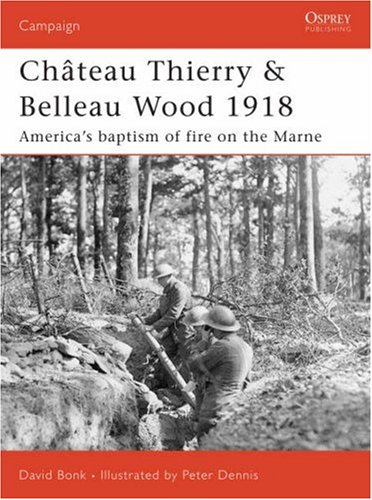 Campaign
OSPREY
PUBLISHING
Château Thierry &
Belleau Wood 1918
America's baptism of fire on the Marne
David Bonk · Illustrated by Peter Dennis